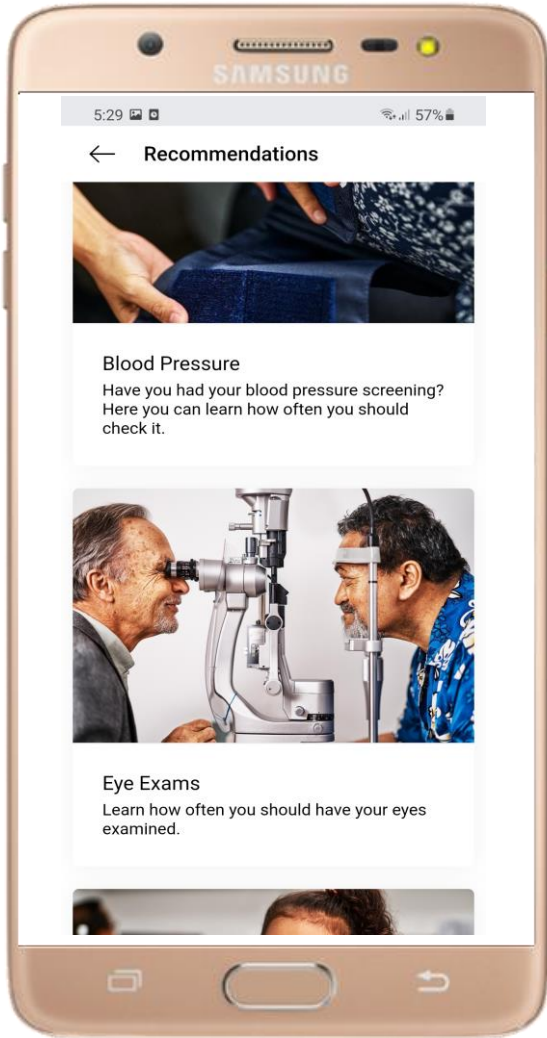 SAMSUNG
5:29
57%
Recommendations
Blood Pressure
Have you had your blood pressure screening?
Here you can learn how often you should
check it.
Eye Exams
Learn how often you should have your eyes
examined.